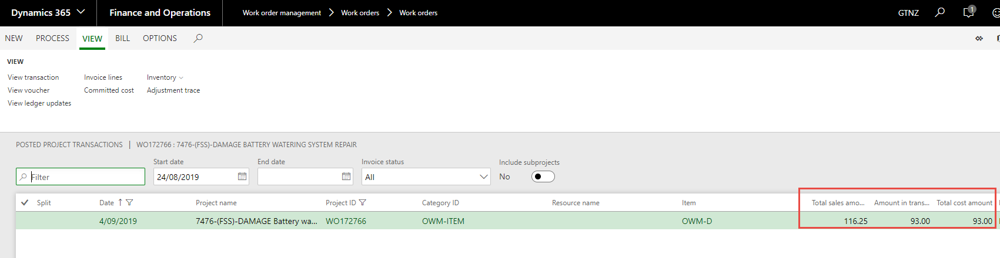 Dynamics 365 Finance and Operations Work order management Work orders Work orders GTNZ 1
NEW PROCESS VIEW BILL OPTIONS
VIEW
View transaction Invoice lines Inventory
View voucher Committed cost Adjustment trace
View ledger updates
POSTED PROJECT TRANSACTIONS | WO172766 : 7476-(FSS)-DAMAGE BATTERY WATERING SYSTEM REPAIR
Start date End date Invoice status Include subprojects
Filter 24/08/2019 All No
Split Date Project name Project ID Category ID Resource name Item Total sales amo... Amount in trans... Total cost amount
4/09/2019 7476-(FSS)-DAMAGE Battery wa... WO172766 OWM-ITEM OWM-D 116.25 93.00 93.00